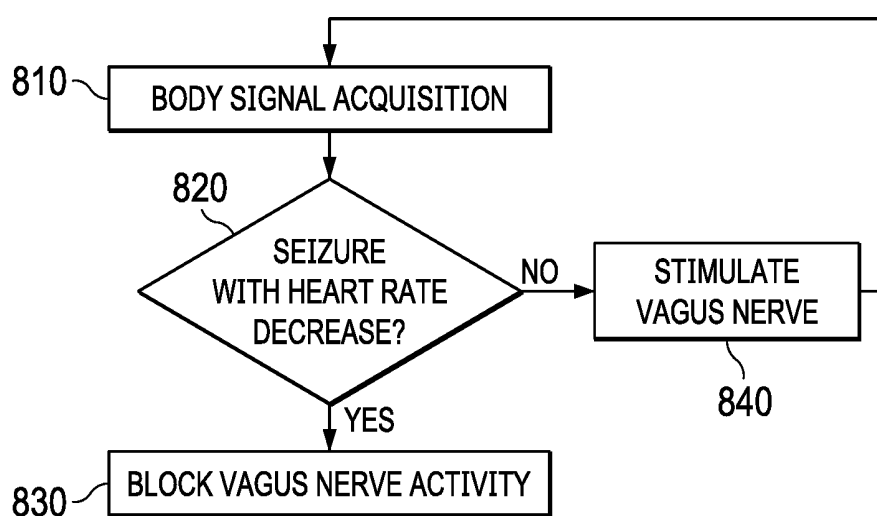 810
BODY SIGNAL ACQUISITION
820
SEIZURE
WITH HEART RATE
DECREASE?
NO
STIMULATE
VAGUS NERVE
840
YES
BLOCK VAGUS NERVE ACTIVITY
830